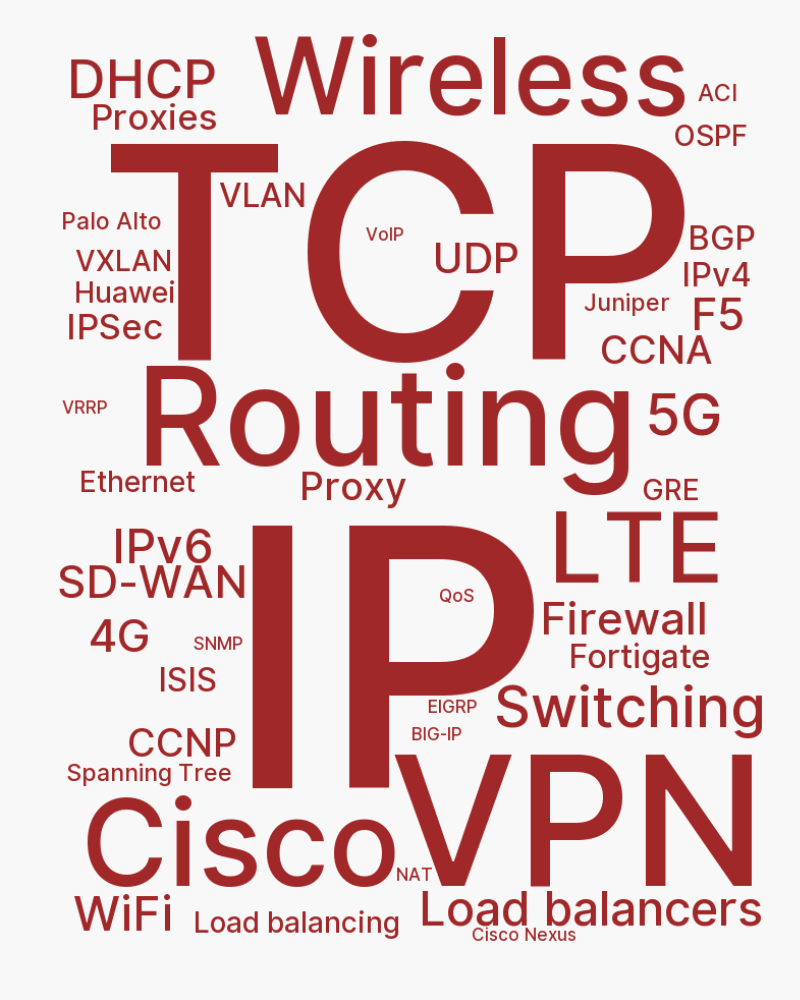 Wireless
DHCP
ACI
Proxies
OSPF
TCP
VLAN
Palo Alto
VoIP
BGP
UDP
VXLAN
IPv4
Huawei
Juniper
F5
IPSec
CCNA
Routing
VRRP
5G
Ethernet
Proxy
GRE
LTE
IPv6
SD-WAN
IP
QoS
Firewall
4G
SNMP
Fortigate
ISIS
EIGRP
Switching
BIG-IP
CCNP
Spanning Tree
VPN
Cisco
NAT
WiFi
Load balancing
Load balancers
Cisco Nexus